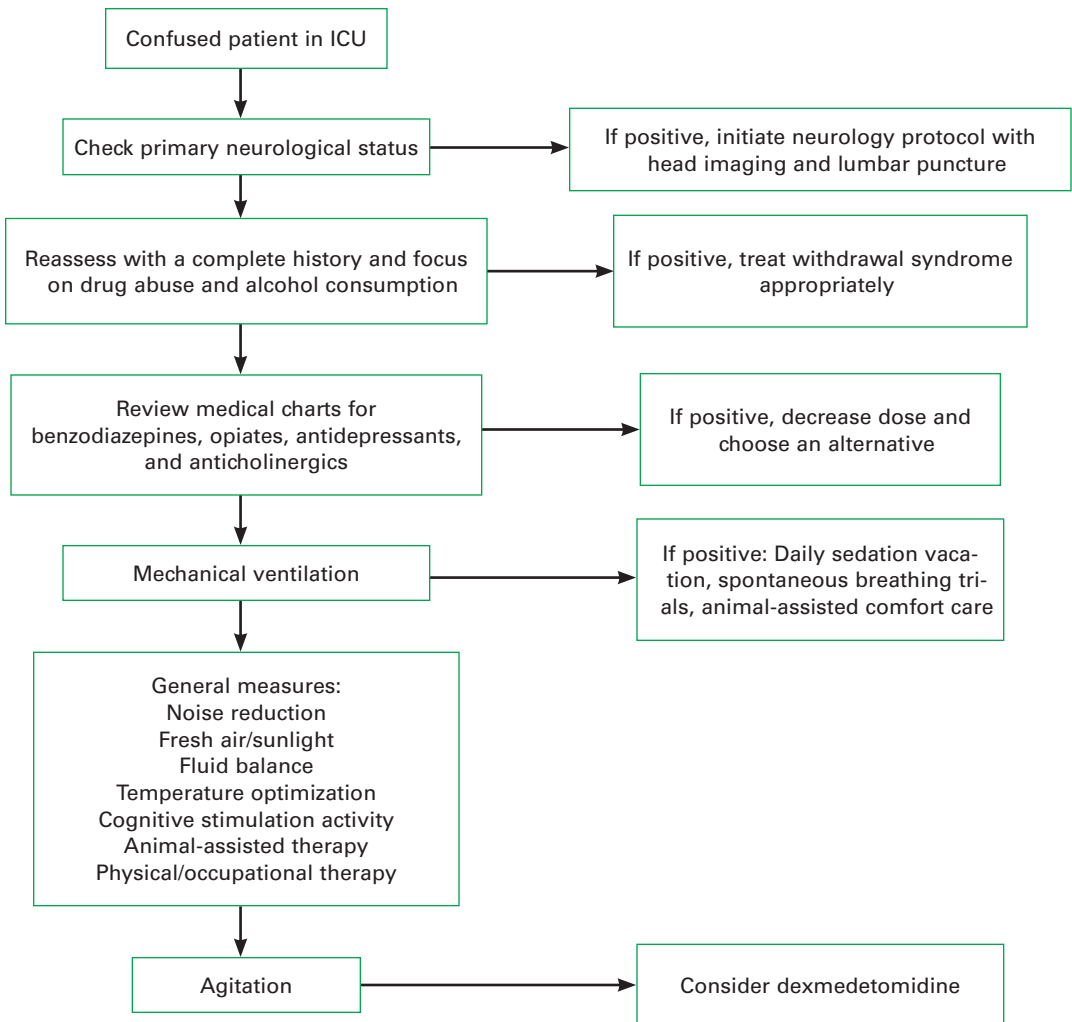 Confused patient in ICU
Check primary neurological status
If positive, initiate neurology protocol with
head imaging and lumbar puncture
Reassess with a complete history and focus
on drug abuse and alcohol consumption
If positive, treat withdrawal syndrome
appropriately
Review medical charts for
benzodiazepines, opiates, antidepressants,
and anticholinergics
If positive, decrease dose and
choose an alternative
Mechanical ventilation
If positive: Daily sedation vaca-
tion, spontaneous breathing tri-
als, animal-assisted comfort care
General measures:
Noise reduction
Fresh air/sunlight
Fluid balance
Temperature optimization
Cognitive stimulation activity
Animal-assisted therapy
Physical/occupational therapy
Agitation
Consider dexmedetomidine